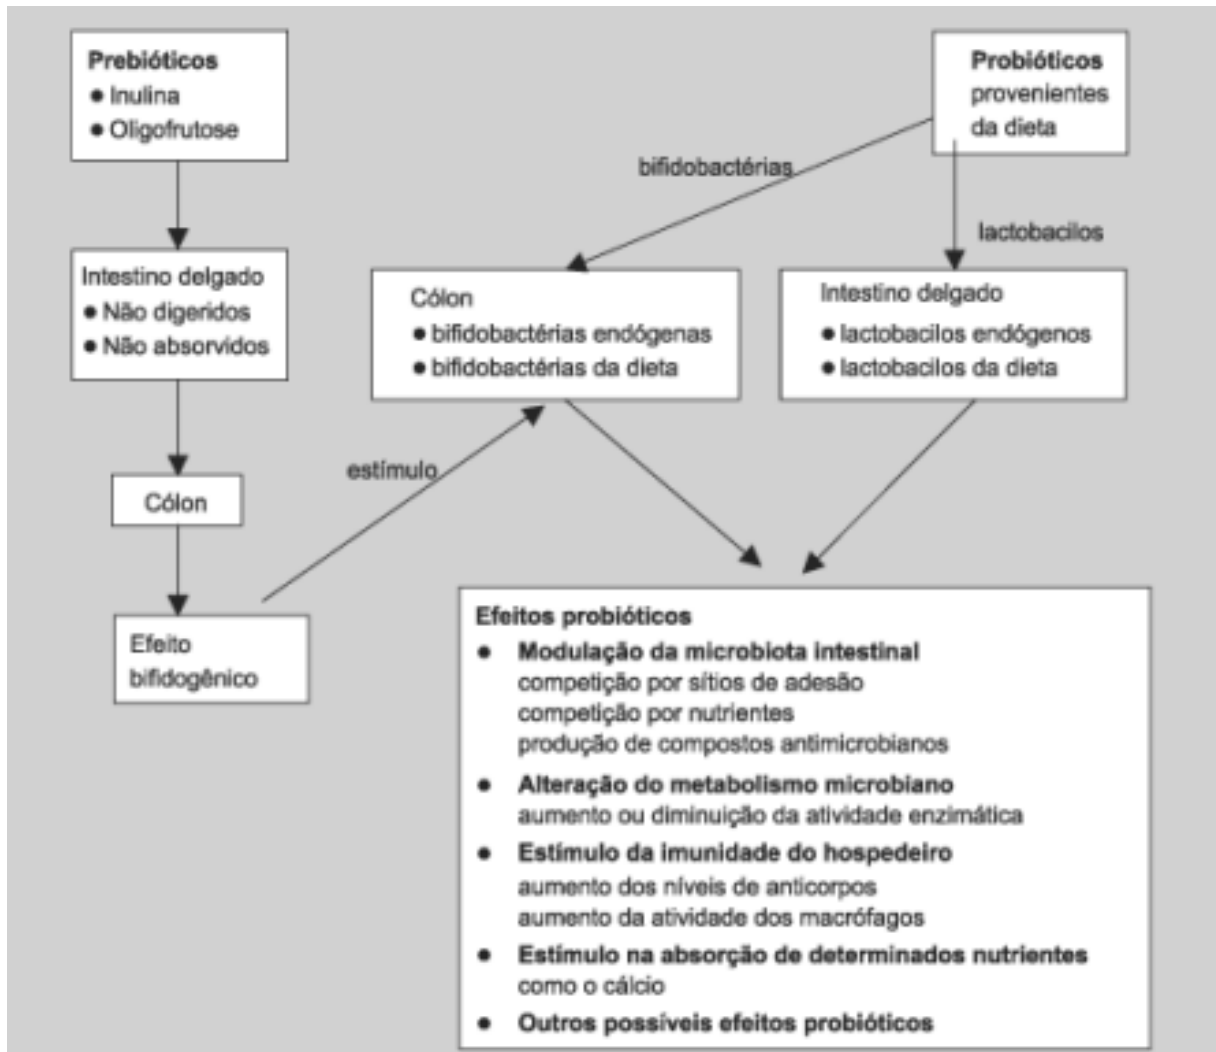 Prebióticos
● Inulina
● Oligofrutose
Probióticos
provenientes
da dieta
bifidobactérias
lactobacilos
Intestino delgado
● Não digeridos
● Não absorvidos
Cólon
● bifidobactérias endógenas
● bifidobactérias da dieta
Intestino delgado
● lactobacilos endógenos
● lactobacilos da dieta
estímulo
Cólon
Efeito
bifidogênico
Efeitos probióticos
● Modulação da microbiota intestinal
competição por sítios de adesão
competição por nutrientes
produção de compostos antimicrobianos
● Alteração do metabolismo microbiano
aumento ou diminuição da atividade enzimática
● Estímulo da imunidade do hospedeiro
aumento dos níveis de anticorpos
aumento da atividade dos macrófagos
● Estímulo na absorção de determinados nutrientes
como o cálcio
● Outros possíveis efeitos probióticos